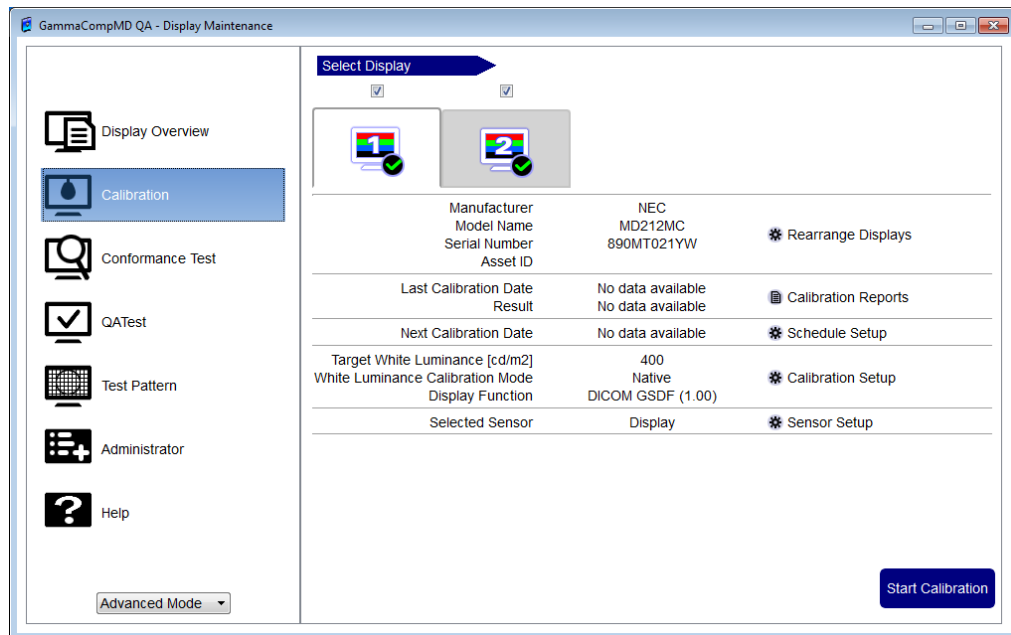 GammaCompMD QA - Display Maintenance
Select Display
1
2
Display Overview
Calibration
Conformance Test
QATest
Test Pattern
Administrator
Help
Advanced Mode
Manufacturer NEC
Model Name MD212MC
Serial Number 890MT021YW
Asset ID
Rearrange Displays
Last Calibration Date No data available
Result No data available
Calibration Reports
Next Calibration Date No data available
Schedule Setup
Target White Luminance [cd/m2] 400
White Luminance Calibration Mode Native
Display Function DICOM GSDF (1.00)
Calibration Setup
Selected Sensor Display
Sensor Setup
Start Calibration